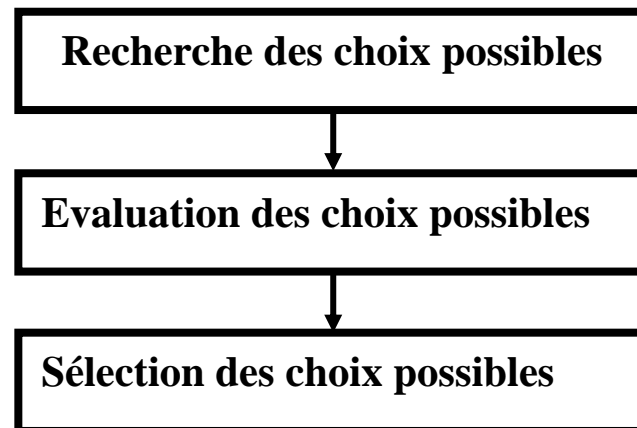 Recherche des choix possibles
Evaluation des choix possibles
Sélection des choix possibles